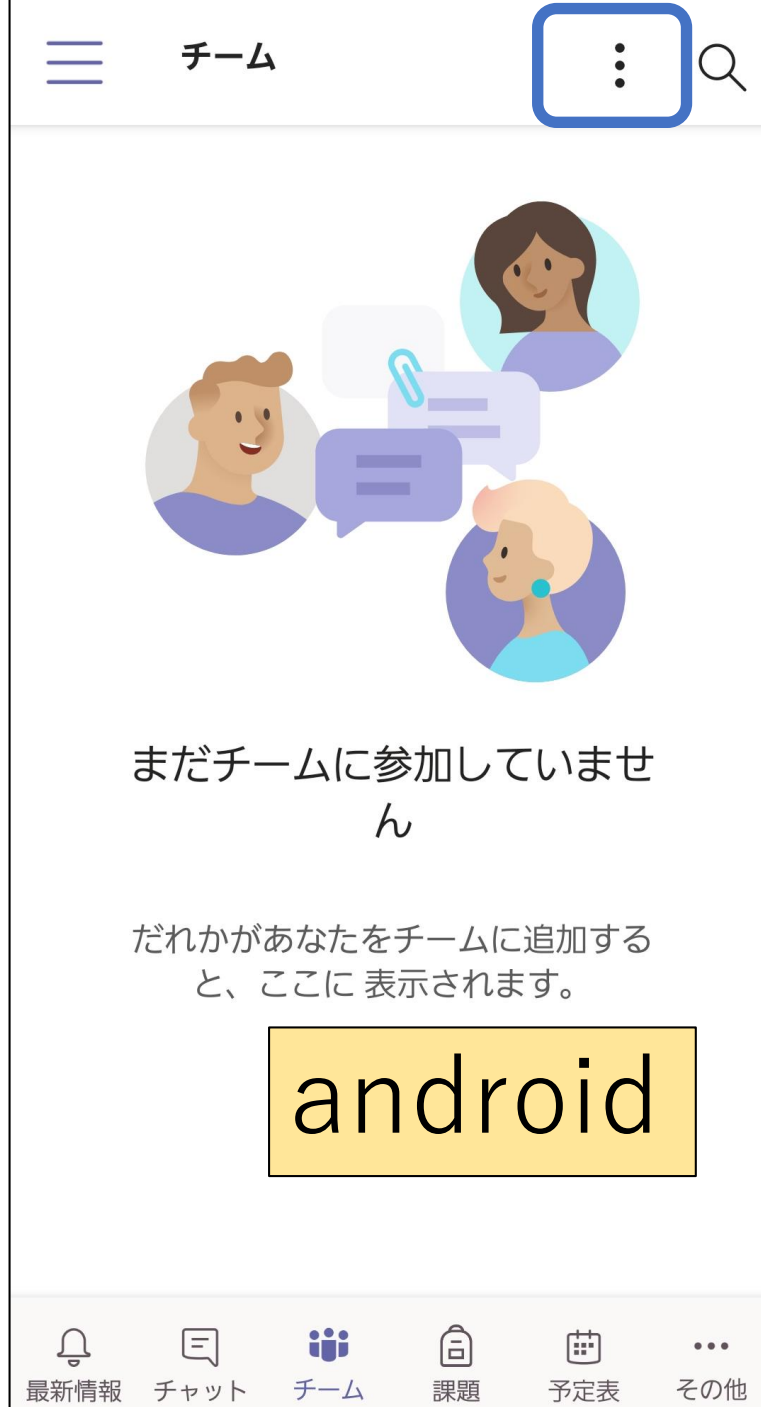 チーム
まだチームに参加していませ
ん
だれかがあなたをチームに追加する
と、ここに 表示されます。
android
最新情報 チャット チーム 課題 予定表 その他